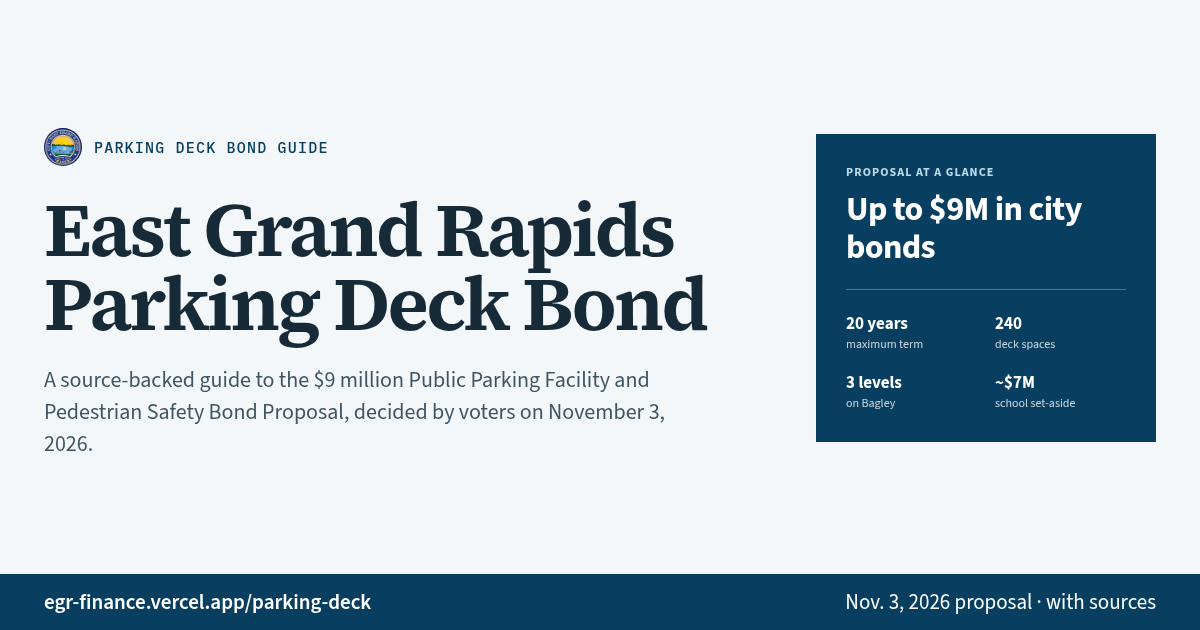 PARKING DECK BOND GUIDE
East Grand Rapids
Parking Deck Bond
A source-backed guide to the $9 million Public Parking Facility and
Pedestrian Safety Bond Proposal, decided by voters on November 3,
2026.
PROPOSAL AT A GLANCE
Up to $9M in city
bonds
20 years
maximum term
240
deck spaces
3 levels
on Bagley
~$7M
school set-aside
egr-finance.vercel.app/parking-deck
Nov. 3, 2026 proposal · with sources